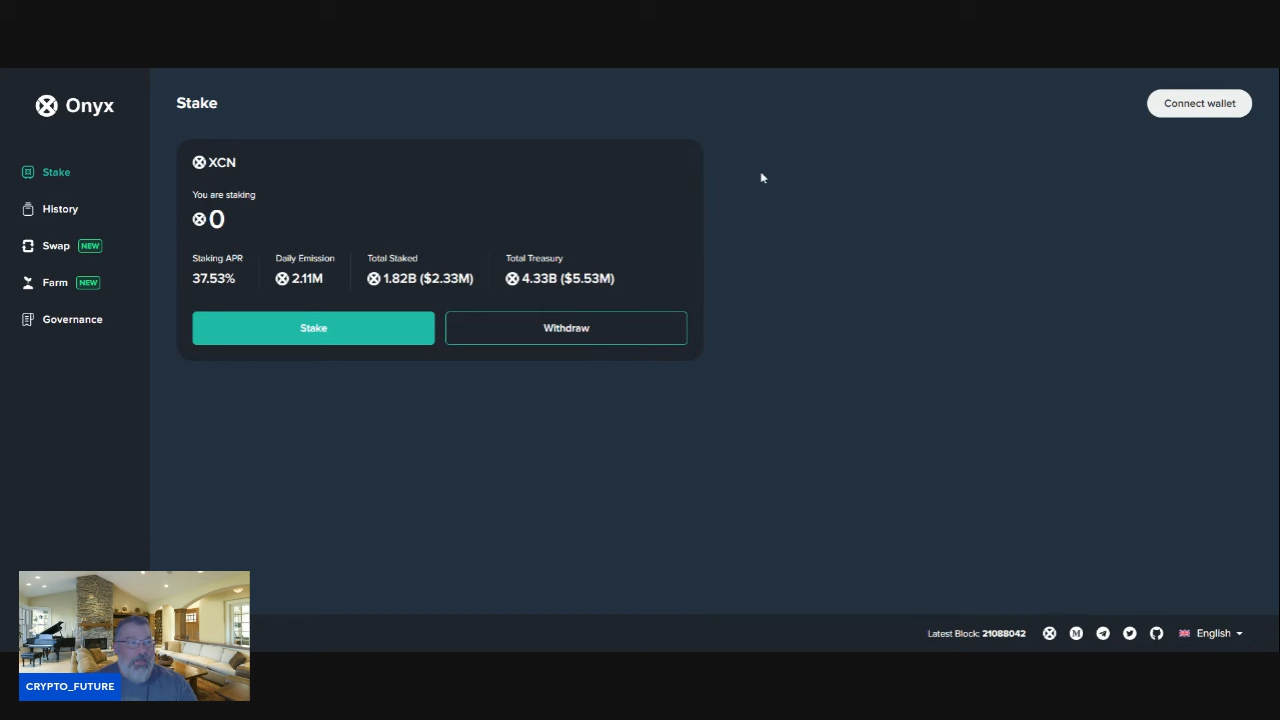 Onyx
Stake
Connect wallet
Stake
History
Swap NEW
Farm NEW
Governance
XCN
You are staking
0
Staking APR Daily Emission Total Staked Total Treasury
37.53% 2.11M 1.82B ($2.33M) 4.33B ($5.53M)
Stake Withdraw
Latest Block: 21088042 M English
CRYPTO_FUTURE